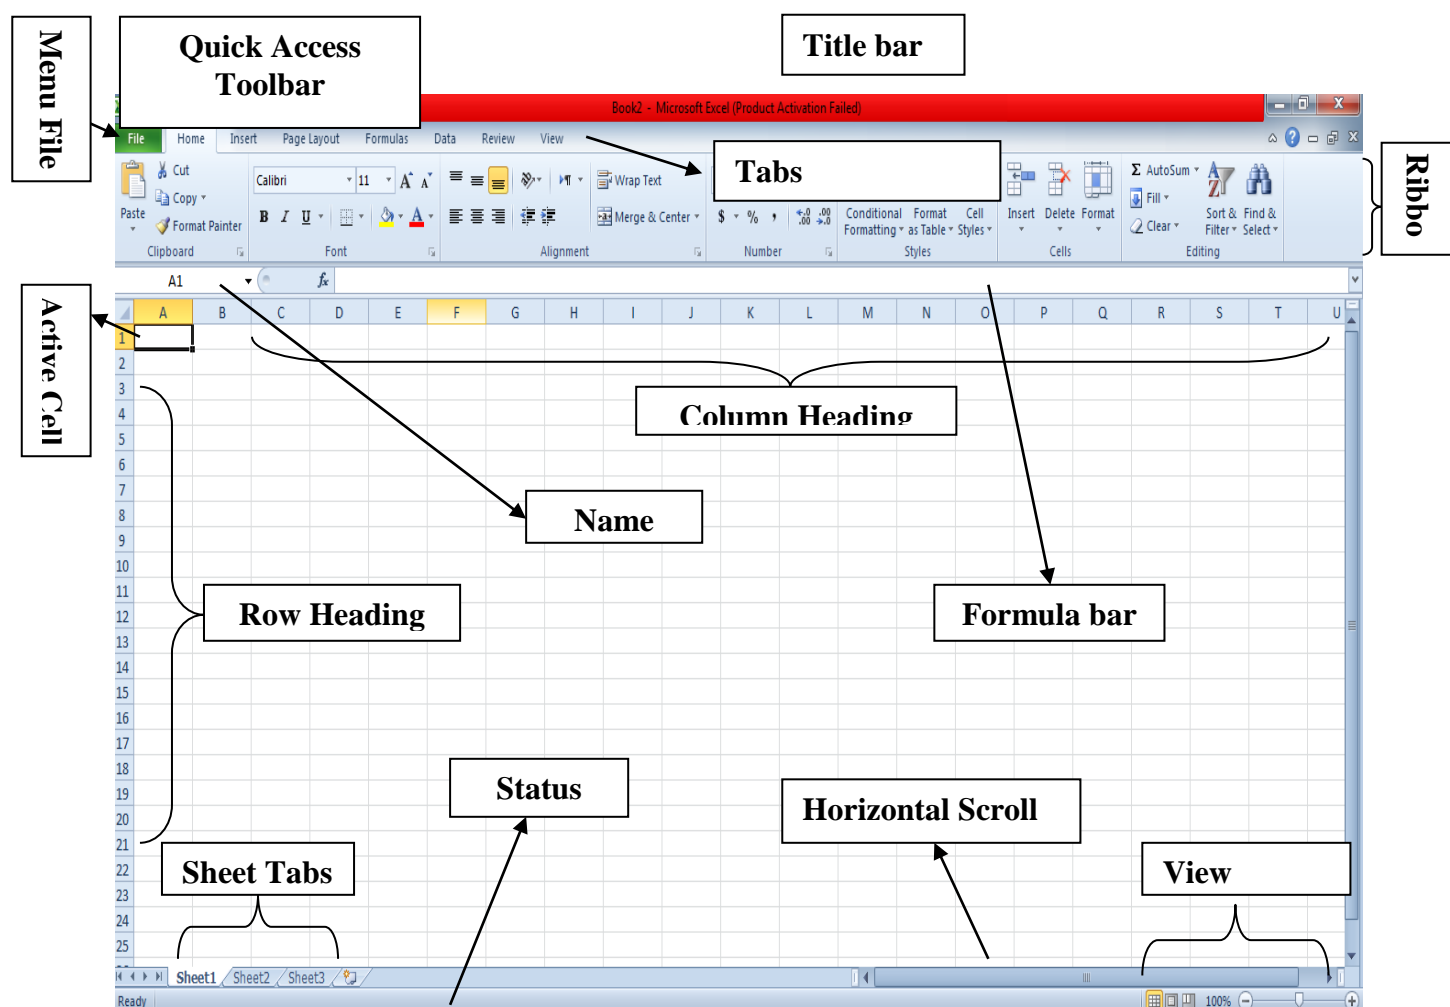 Menu File
Quick Access
Toolbar
Title bar
Book2 - Microsoft Excel (Product Activation Failed)
File Home Insert Page Layout Formulas Data Review View
Tabs
Ribbo
Cut
Copy
Format Painter
Paste
Clipboard
Calibri 11
B I U A
Font
Wrap Text
Merge & Center
Alignment
$ % ,
Number
Conditional Formatting
Format as Table
Cell Styles
Styles
Insert Delete Format
Cells
Σ AutoSum
Fill
Clear
Sort & Filter
Find & Select
Editing
A1
fx
Active Cell
A B C D E F G H I J K L M N O P Q R S T U
1
2
3
4
5
6
7
8
9
10
11
12
13
14
15
16
17
18
19
20
21
22
23
24
25
Column Heading
Name
Row Heading
Formula bar
Status
Horizontal Scroll
Sheet Tabs
View
Sheet1 Sheet2 Sheet3
Ready
100%